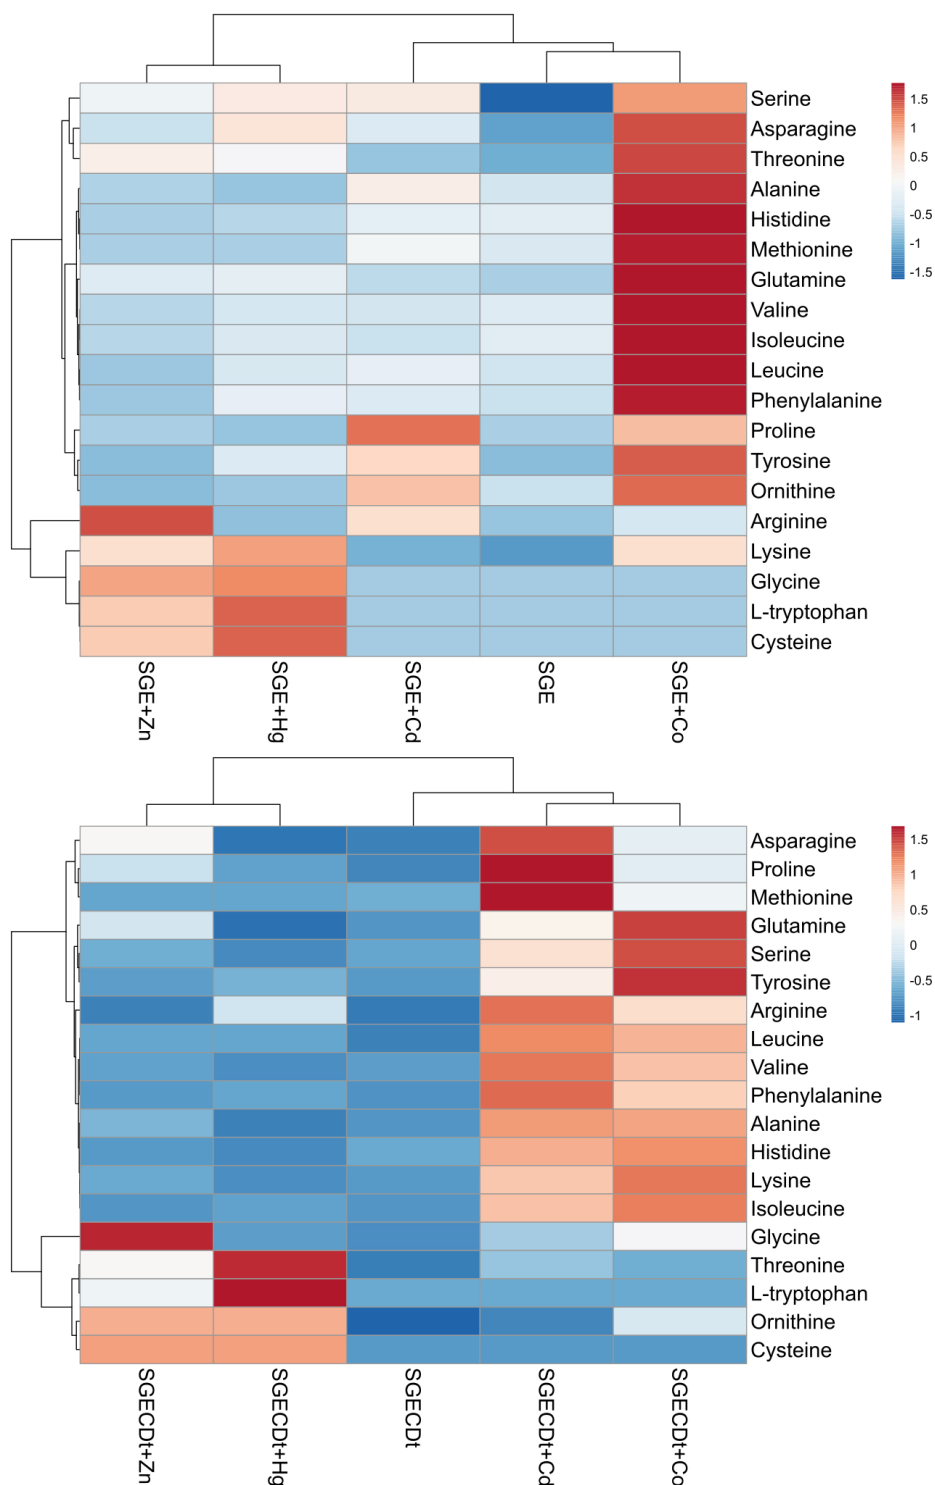 Serine
Asparagine
Threonine
Alanine
Histidine
Methionine
Glutamine
Valine
Isoleucine
Leucine
Phenylalanine
Proline
Tyrosine
Ornithine
Arginine
Lysine
Glycine
L-tryptophan
Cysteine
1.5
1
0.5
0
-0.5
-1
-1.5
SGE+Zn
SGE+Hg
SGE+Cd
SGE
SGE+Co
Asparagine
Proline
Methionine
Glutamine
Serine
Tyrosine
Arginine
Leucine
Valine
Phenylalanine
Alanine
Histidine
Lysine
Isoleucine
Glycine
Threonine
L-tryptophan
Ornithine
Cysteine
1.5
1
0.5
0
-0.5
-1
SGECDt+Zn
SGECDt+Hg
SGECDt
SGECDt+Cd
SGECDt+Co